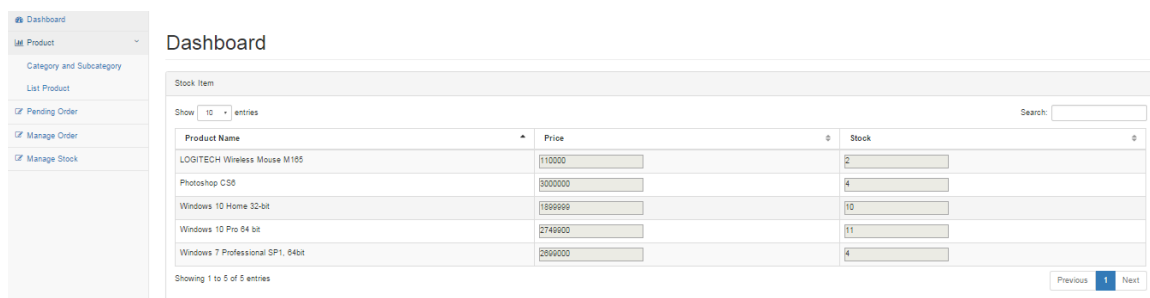 Dashboard
Product
Category and Subcategory
List Product
Pending Order
Manage Order
Manage Stock
Dashboard
Stock Item
Show 10 entries
Search:
Product Name Price Stock
LOGITECH Wireless Mouse M165 110000 2
Photoshop CS6 3000000 4
Windows 10 Home 32-bit 1899999 10
Windows 10 Pro 64 bit 2749900 11
Windows 7 Professional SP1, 64bit 2699000 4
Showing 1 to 5 of 5 entries
Previous 1 Next